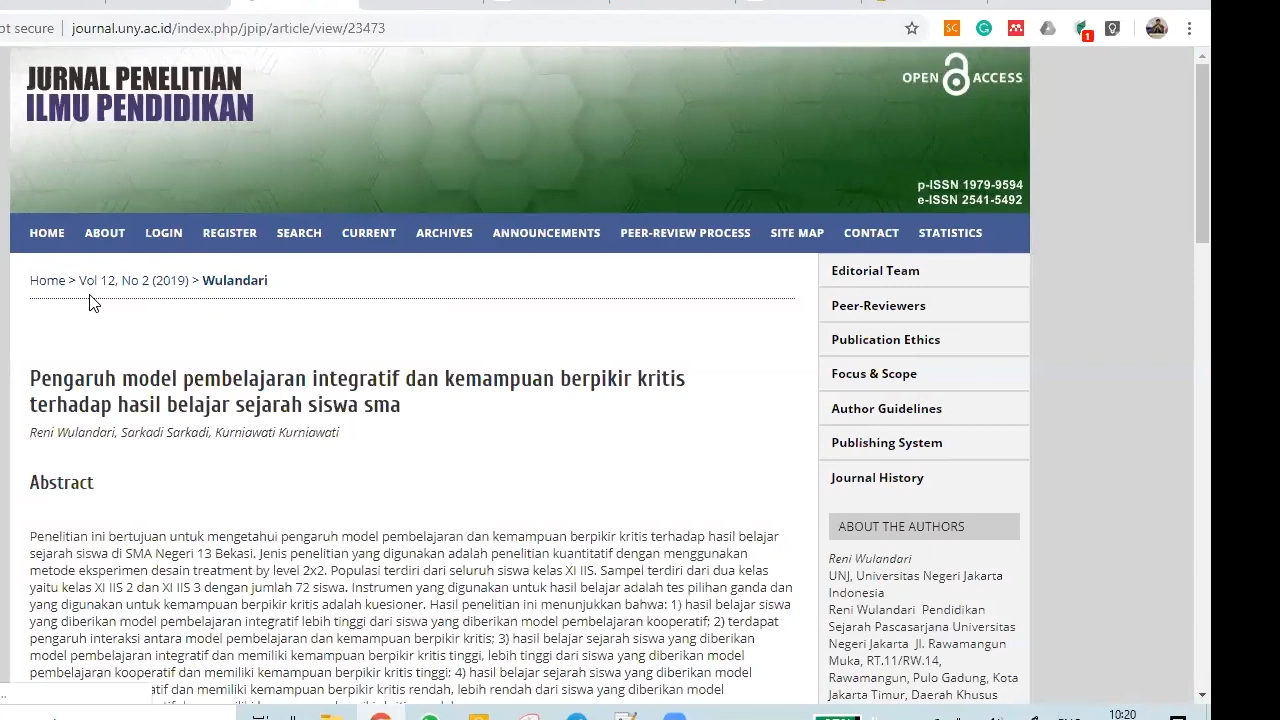 ot secure | journal.uny.ac.id/index.php/jpip/article/view/23473
SC
1
JURNAL PENELITIAN
ILMU PENDIDIKAN
OPEN ACCESS
p-ISSN 1979-9594
e-ISSN 2541-5492
HOME ABOUT LOGIN REGISTER SEARCH CURRENT ARCHIVES ANNOUNCEMENTS PEER-REVIEW PROCESS SITE MAP CONTACT STATISTICS
Home > Vol 12, No 2 (2019) > Wulandari
Pengaruh model pembelajaran integratif dan kemampuan berpikir kritis
terhadap hasil belajar sejarah siswa sma
Reni Wulandari, Sarkadi Sarkadi, Kurniawati Kurniawati
Abstract
Penelitian ini bertujuan untuk mengetahui pengaruh model pembelajaran dan kemampuan berpikir kritis terhadap hasil belajar
sejarah siswa di SMA Negeri 13 Bekasi. Jenis penelitian yang digunakan adalah penelitian kuantitatif dengan menggunakan
metode eksperimen desain treatment by level 2x2. Populasi terdiri dari seluruh siswa kelas XI IIS. Sampel terdiri dari dua kelas
yaitu kelas XI IIS 2 dan XI IIS 3 dengan jumlah 72 siswa. Instrumen yang digunakan untuk hasil belajar adalah tes pilihan ganda dan
yang digunakan untuk kemampuan berpikir kritis adalah kuesioner. Hasil penelitian ini menunjukkan bahwa: 1) hasil belajar siswa
yang diberikan model pembelajaran integratif lebih tinggi dari siswa yang diberikan model pembelajaran kooperatif; 2) terdapat
pengaruh interaksi antara model pembelajaran dan kemampuan berpikir kritis; 3) hasil belajar sejarah siswa yang diberikan
model pembelajaran integratif dan memiliki kemampuan berpikir kritis tinggi, lebih tinggi dari siswa yang diberikan model
pembelajaran kooperatif dan memiliki kemampuan berpikir kritis tinggi; 4) hasil belajar sejarah siswa yang diberikan model
atif dan memiliki kemampuan berpikir kritis rendah, lebih rendah dari siswa yang diberikan model
Editorial Team
Peer-Reviewers
Publication Ethics
Focus & Scope
Author Guidelines
Publishing System
Journal History
ABOUT THE AUTHORS
Reni Wulandari
UNJ, Universitas Negeri Jakarta
Indonesia
Reni Wulandari Pendidikan
Sejarah Pascasarjana Universitas
Negeri Jakarta Jl. Rawamangun
Muka, RT.11/RW.14,
Rawamangun, Pulo Gadung, Kota
Jakarta Timur, Daerah Khusus
10:20